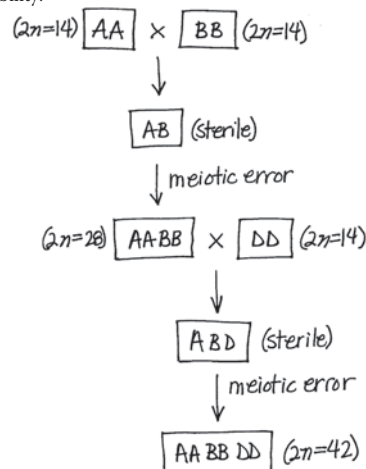 (2n=14) AA × BB (2n=14)
AB (sterile)
meiotic error
(2n=28) AABB × DD (2n=14)
ABD (sterile)
meiotic error
AA BB DD (2n=42)